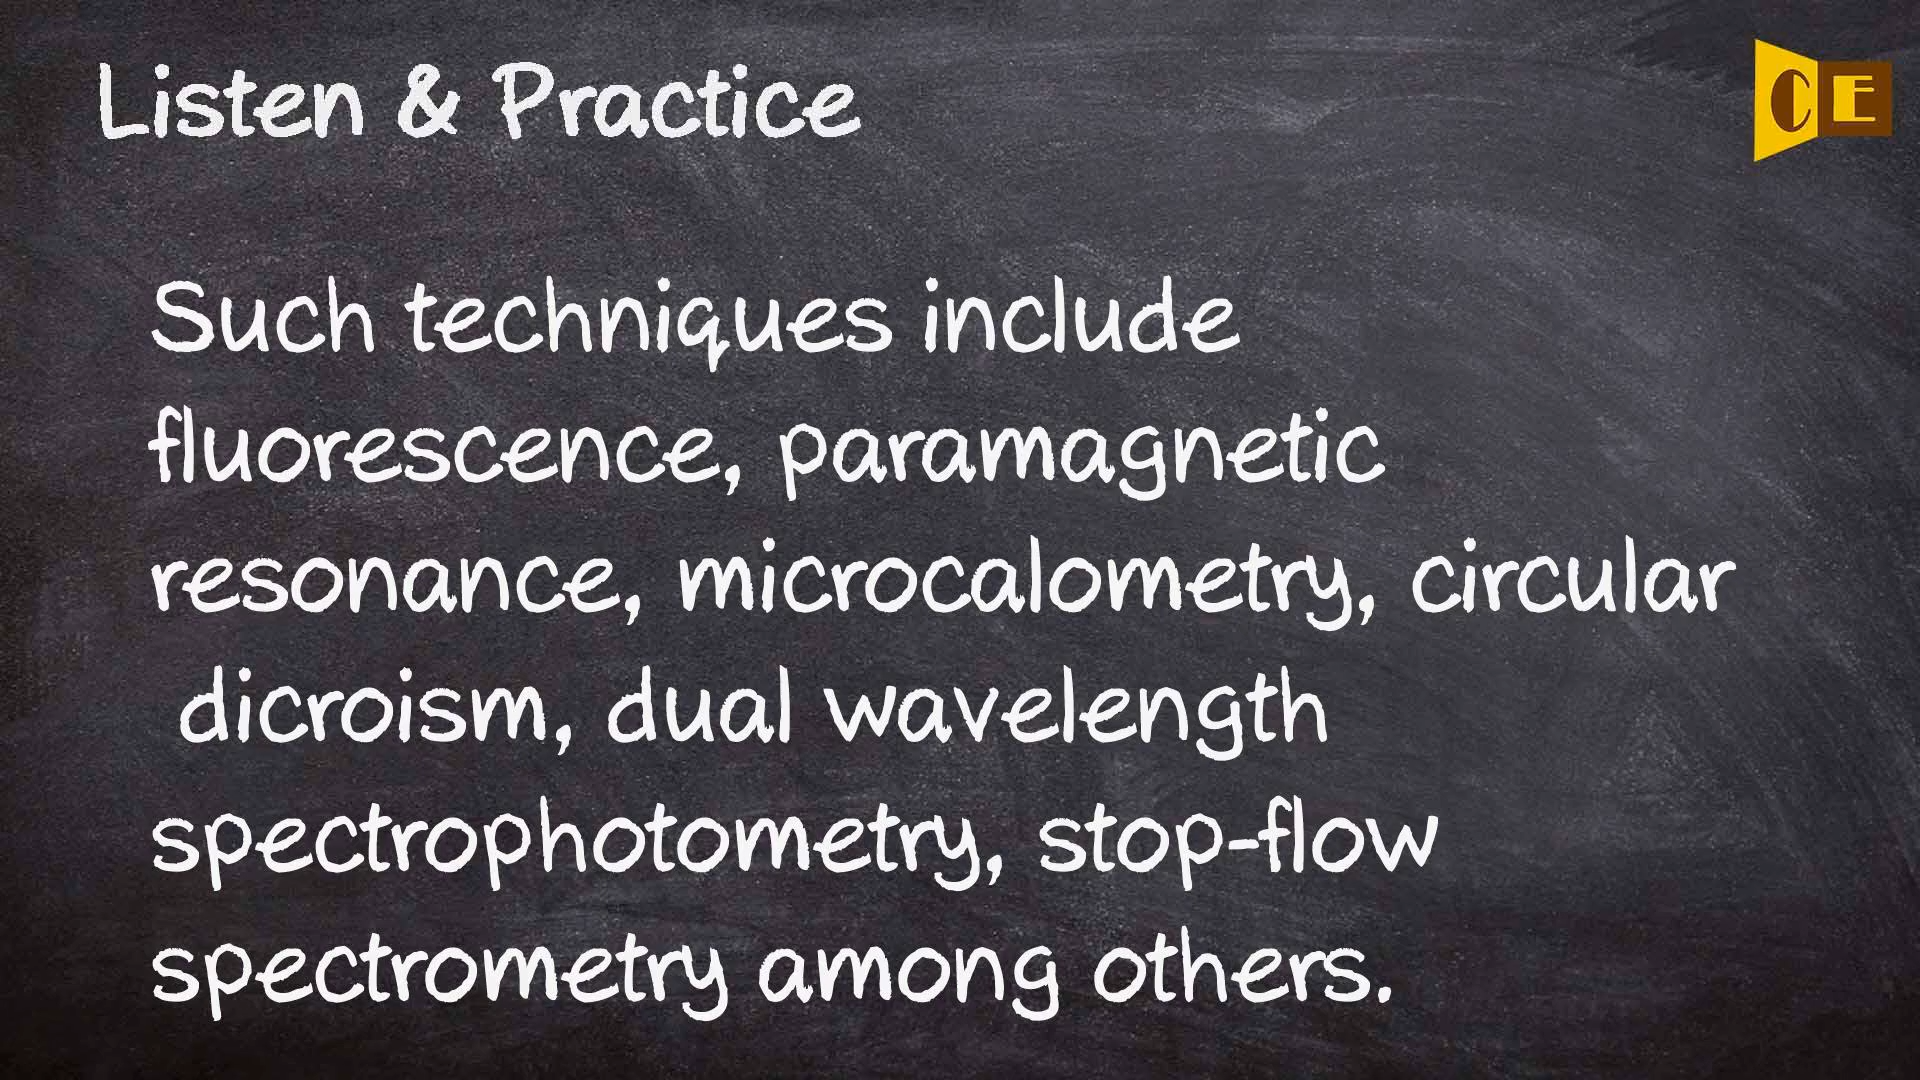 Listen & Practice
CE
Such techniques include
fluorescence, paramagnetic
resonance, microcalometry, circular
dicroism, dual wavelength
spectrophotometry, stop-flow
spectrometry among others.